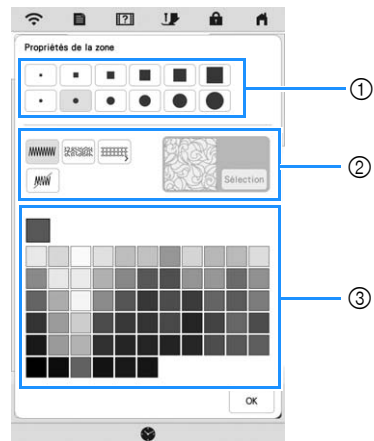 Propriétés de la zone
①
②
Sélection
③
OK